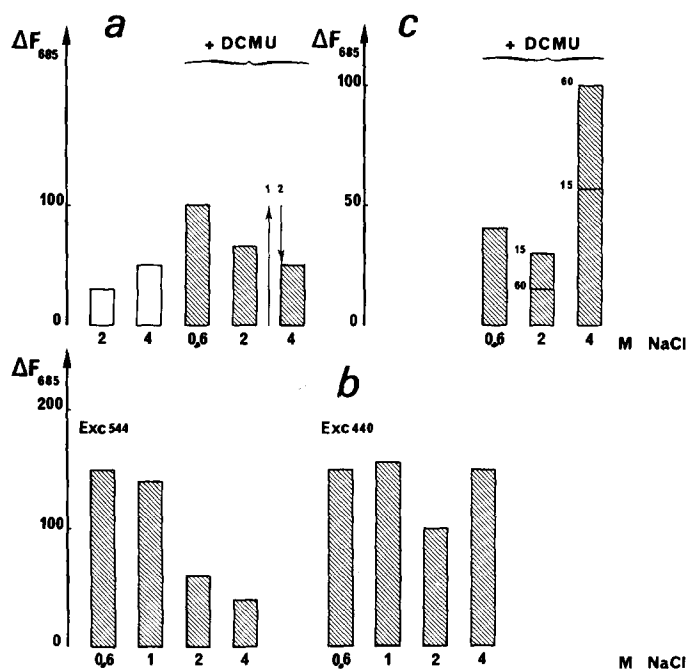 a
c
ΔF685
+ DCMU
ΔF685
+ DCMU
100
60
1 2
15
100
50
15
60
0
0
2 4 0,6 2 4
0,6 2 4 M NaCl
ΔF685
b
200
Exc 544
Exc 440
100
0
0,6 1 2 4
0,6 1 2 4 M NaCl